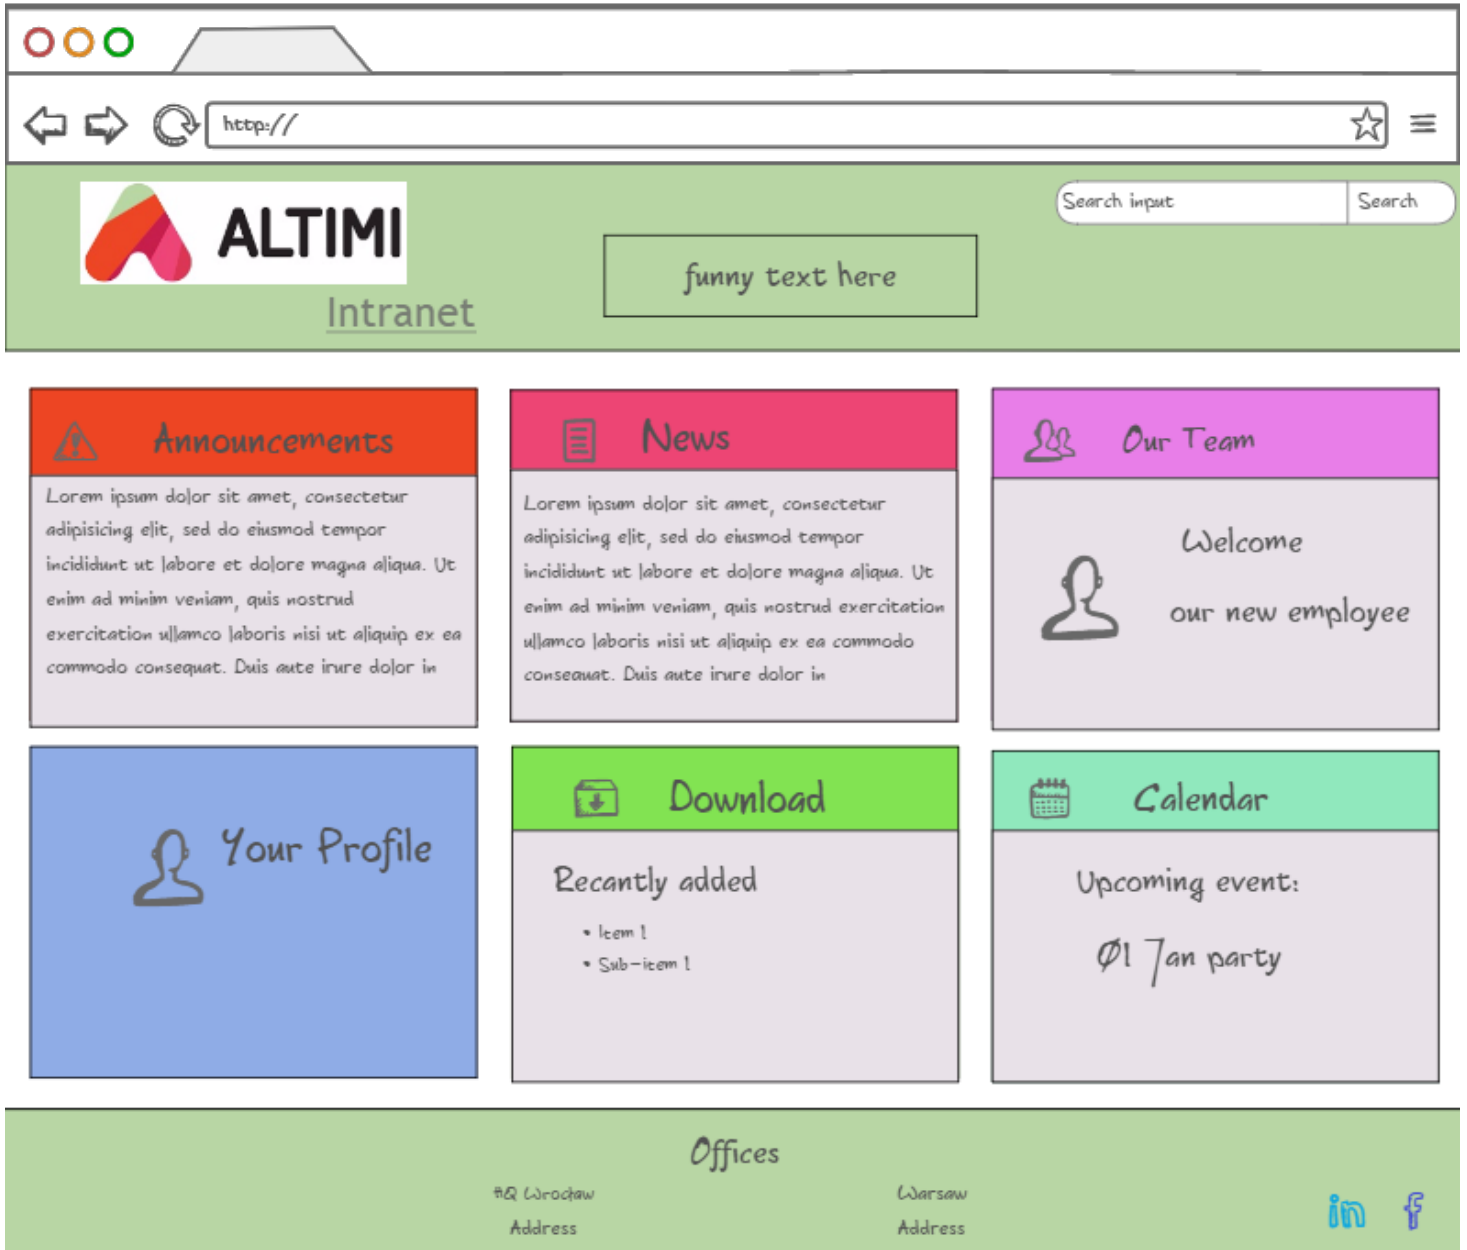 http://
Search input
Search
ALTIMI
Intranet
funny text here
Announcements
Lorem ipsum dolor sit amet, consectetur
adipisicing elit, sed do eiusmod tempor
incididunt ut labore et dolore magna aliqua. Ut
enim ad minim veniam, quis nostrud
exercitation ullamco laboris nisi ut aliquip ex ea
commodo consequat. Duis aute irure dolor in
News
Lorem ipsum dolor sit amet, consectetur
adipisicing elit, sed do eiusmod tempor
incididunt ut labore et dolore magna aliqua. Ut
enim ad minim veniam, quis nostrud exercitation
ullamco laboris nisi ut aliquip ex ea commodo
consequat. Duis aute irure dolor in
Our Team
Welcome
our new employee
Your Profile
Download
Recantly added
• Item 1
• Sub-item 1
Calendar
Upcoming event:
01 Jan party
Offices
HQ Wrocław
Address
Warsaw
Address
in
f